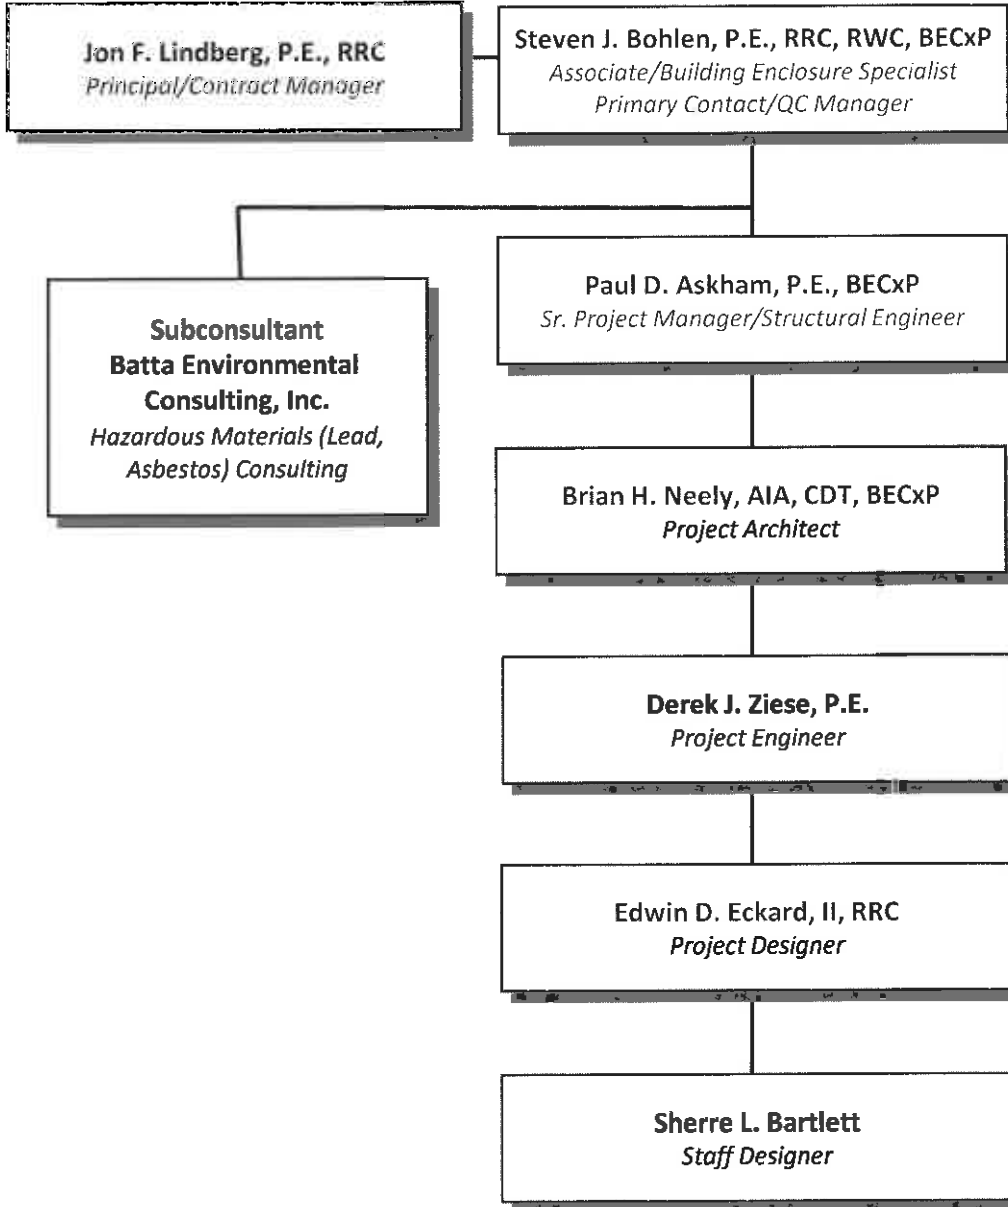 Jon F. Lindberg, P.E., RRC
Principal/Contract Manager
Steven J. Bohlen, P.E., RRC, RWC, BECxP
Associate/Building Enclosure Specialist
Primary Contact/QC Manager
Subconsultant
Batta Environmental
Consulting, Inc.
Hazardous Materials (Lead,
Asbestos) Consulting
Paul D. Askham, P.E., BECxP
Sr. Project Manager/Structural Engineer
Brian H. Neely, AIA, CDT, BECxP
Project Architect
Derek J. Ziese, P.E.
Project Engineer
Edwin D. Eckard, II, RRC
Project Designer
Sherre L. Bartlett
Staff Designer